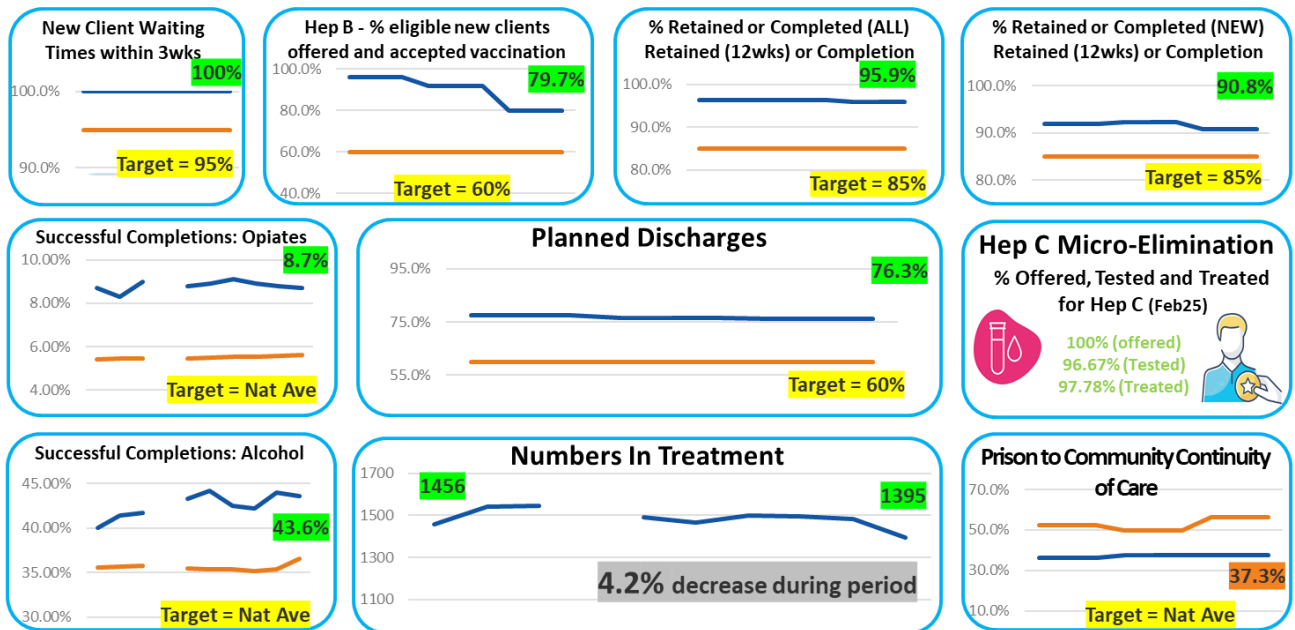 New Client Waiting
Times within 3wks
100%
100.0%
90.0%
Target = 95%
Hep B - % eligible new clients
offered and accepted vaccination
100.0%
79.7%
80.0%
60.0%
40.0%
Target = 60%
% Retained or Completed (ALL)
Retained (12wks) or Completion
100.0%
95.9%
90.0%
80.0%
Target = 85%
% Retained or Completed (NEW)
Retained (12wks) or Completion
100.0%
90.8%
90.0%
80.0%
Target = 85%
Successful Completions: Opiates
10.00%
8.7%
8.00%
6.00%
4.00%
Target = Nat Ave
Planned Discharges
95.0%
76.3%
75.0%
55.0%
Target = 60%
Hep C Micro-Elimination
% Offered, Tested and Treated
for Hep C (Feb25)
100% (offered)
96.67% (Tested)
97.78% (Treated)
Successful Completions: Alcohol
45.00%
40.00%
43.6%
35.00%
30.00%
Target = Nat Ave
Numbers In Treatment
1700
1456
1395
1500
1300
1100
4.2% decrease during period
Prison to Community Continuity
of Care
70.0%
50.0%
30.0%
37.3%
10.0%
Target = Nat Ave